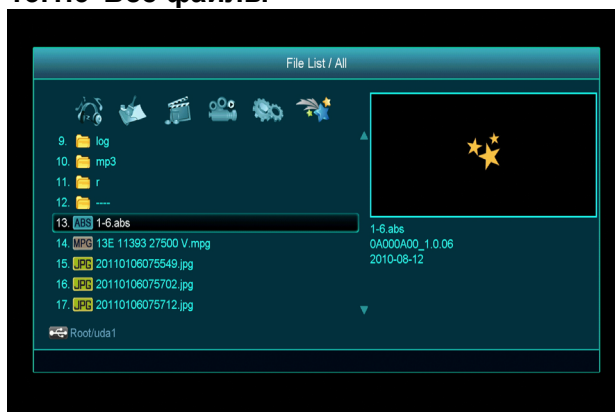 File List / All
9. log
10. mp3
11. r
12. ----
13. ABS 1-6.abs
14. MPG 13E 11393 27500 V.mpg
15. JPG 20110106075549.jpg
16. JPG 20110106075702.jpg
17. JPG 20110106075712.jpg
1-6.abs
0A000A00_1.0.06
2010-08-12
Root/uda1